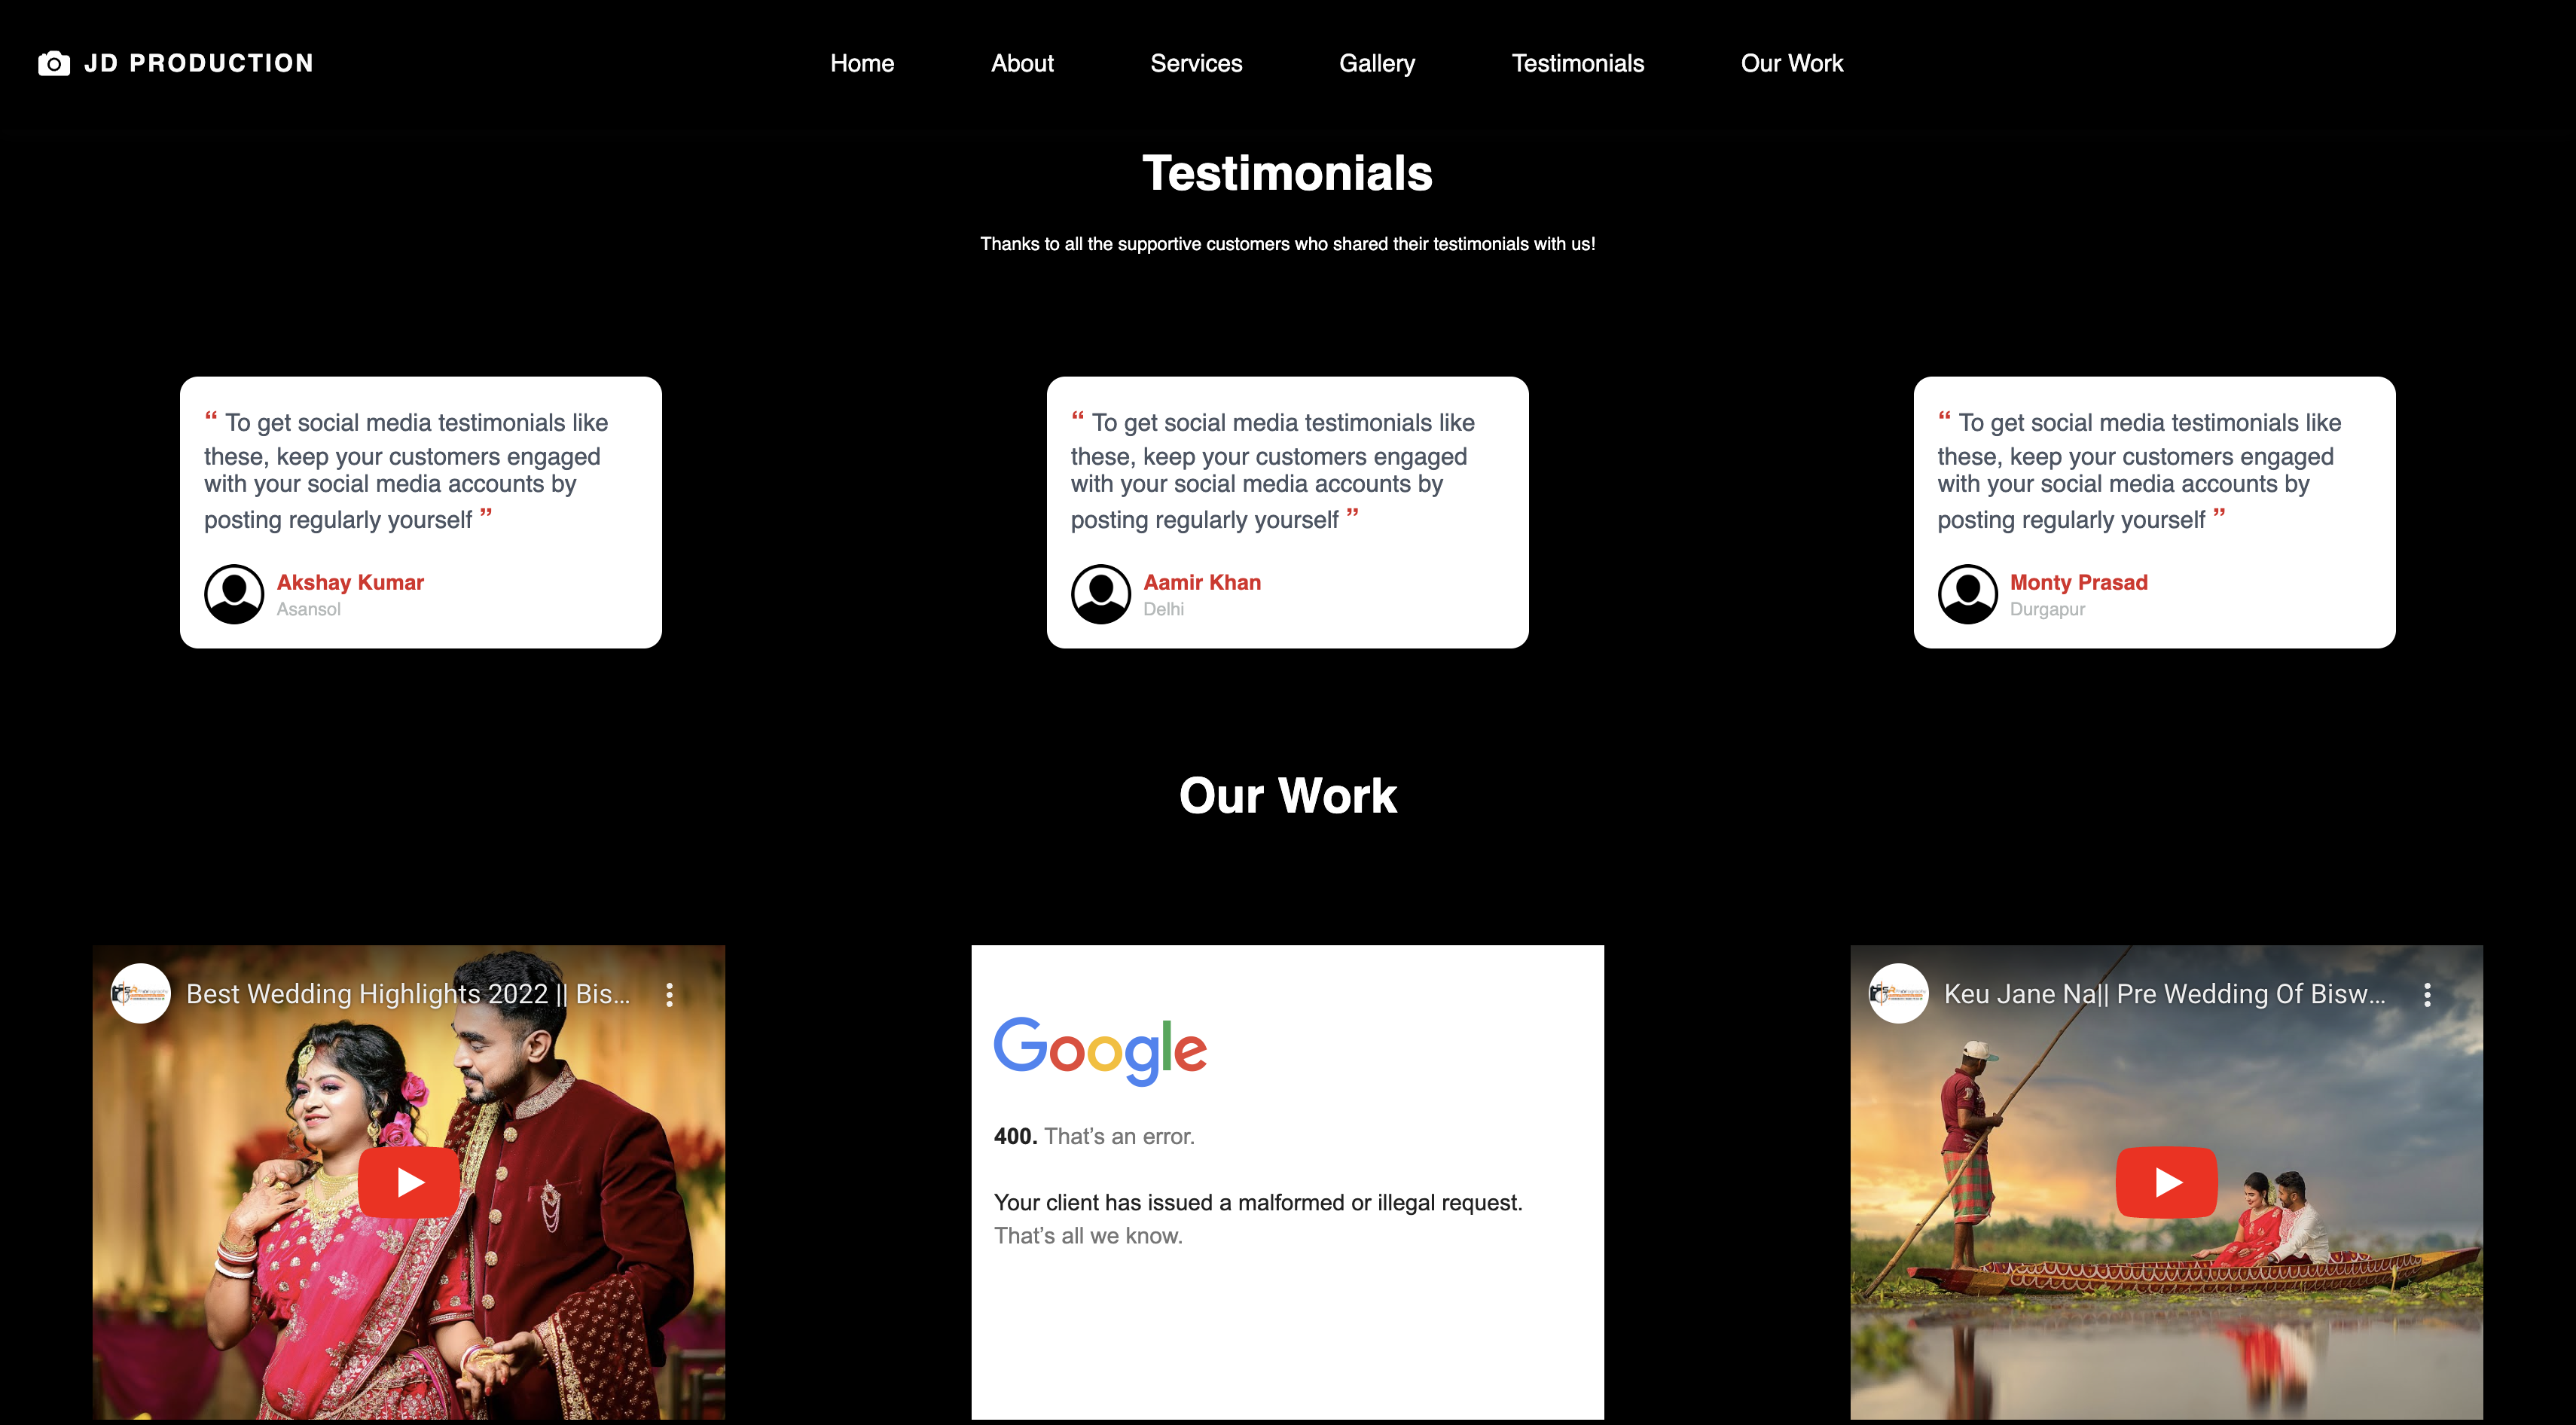 JD PRODUCTION
Home About Services Gallery Testimonials Our Work
Testimonials
Thanks to all the supportive customers who shared their testimonials with us!
“ To get social media testimonials like
these, keep your customers engaged
with your social media accounts by
posting regularly yourself ”
Akshay Kumar
Asansol
“ To get social media testimonials like
these, keep your customers engaged
with your social media accounts by
posting regularly yourself ”
Aamir Khan
Delhi
“ To get social media testimonials like
these, keep your customers engaged
with your social media accounts by
posting regularly yourself ”
Monty Prasad
Durgapur
Our Work
Best Wedding Highlights 2022 || Bis...
Google
400. That’s an error.
Your client has issued a malformed or illegal request.
That’s all we know.
Keu Jane Na|| Pre Wedding Of Bisw...